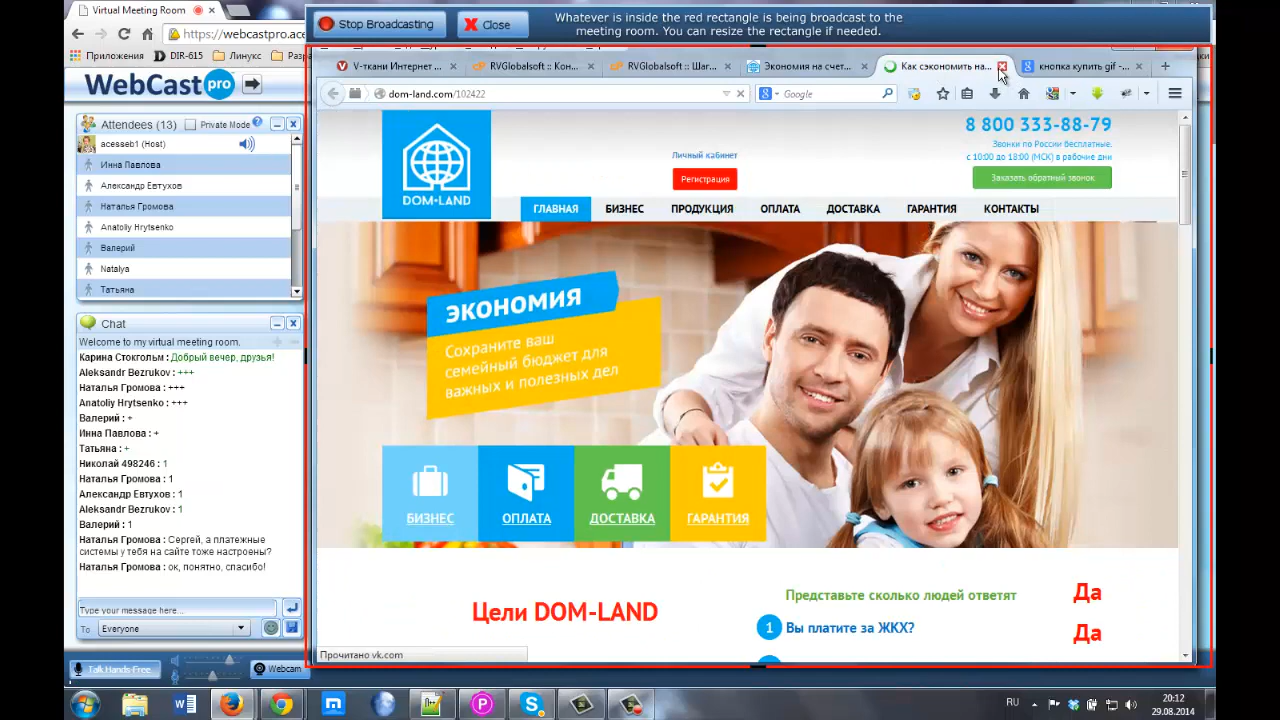 Virtual Meeting Room
https://webcastpro.ace
Приложения
DIR-615
Линукс
WebCast pro
Attendees (13)
Private Mode
acesseb1 (Host)
Инна Павлова
Александр Евтухов
Наталья Громова
Anatoliy Hrytsenko
Валерий
Natalya
Татьяна
Chat
Welcome to my virtual meeting room.
Карина Стокгольм : Добрый вечер, друзья!
Aleksandr Bezrukov : +++
Наталья Громова : +++
Anatoliy Hrytsenko : +++
Валерий : +
Инна Павлова : +
Татьяна : +
Николай 498246 : 1
Наталья Громова : 1
Александр Евтухов : 1
Aleksandr Bezrukov : 1
Валерий : 1
Наталья Громова : Сергей, а платежные
системы у тебя на сайте тоже настроены?
Наталья Громова : ок, понятно, спасибо!
Type your message here...
To
Everyone
Talk Hands-Free
Webcam
Stop Broadcasting
Close
Whatever is inside the red rectangle is being broadcast to the
meeting room. You can resize the rectangle if needed.
V-ткани Интернет ...
RVGlobalsoft :: Кон...
RVGlobalsoft :: Шаг...
Экономия на счет...
Как сэкономить на...
кнопка купить gif -...
dom-land.com/102422
Google
DOM-LAND
Личный кабинет
Регистрация
8 800 333-88-79
Звонки по России бесплатные.
с 10:00 до 18:00 (МСК) в рабочие дни
Заказать обратный звонок
ГЛАВНАЯ
БИЗНЕС
ПРОДУКЦИЯ
ОПЛАТА
ДОСТАВКА
ГАРАНТИЯ
КОНТАКТЫ
ЭКОНОМИЯ
Сохраните ваш
семейный бюджет для
важных и полезных дел
БИЗНЕС
ОПЛАТА
ДОСТАВКА
ГАРАНТИЯ
Цели DOM-LAND
Представьте сколько людей ответят
Да
1 Вы платите за ЖКХ?
Да
Прочитано vk.com
RU
20:12
29.08.2014